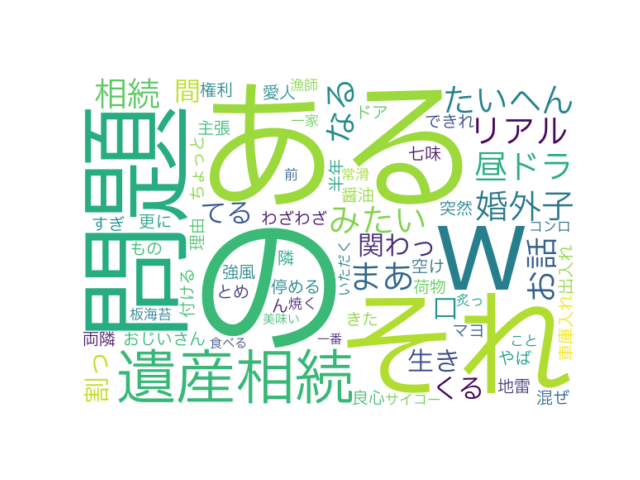 漁師
相続
間
権利
愛人
なる
ドア
たいへん
問題
ある
主張
一家
できれ
リアル
ちょっと
前
半年
七味
常滑
昼ドラ
すぎ
更に
てる
わざわざ
醤油
みたい
突然
婚外子
コンロ
もの
理由
の
隣
いただく
関わっ
w
お話
付ける
強風
停める
まあ
空け
荷物
車庫入れ出入れ
とめ
ん
焼く
それ
口
炙っ
板海苔
美味い
きた
マヨ
両隣
おじいさん
食べる
一番
こと
割っ
遺産相続
生き
やば
くる
地雷
良心
サイコー
混ぜ